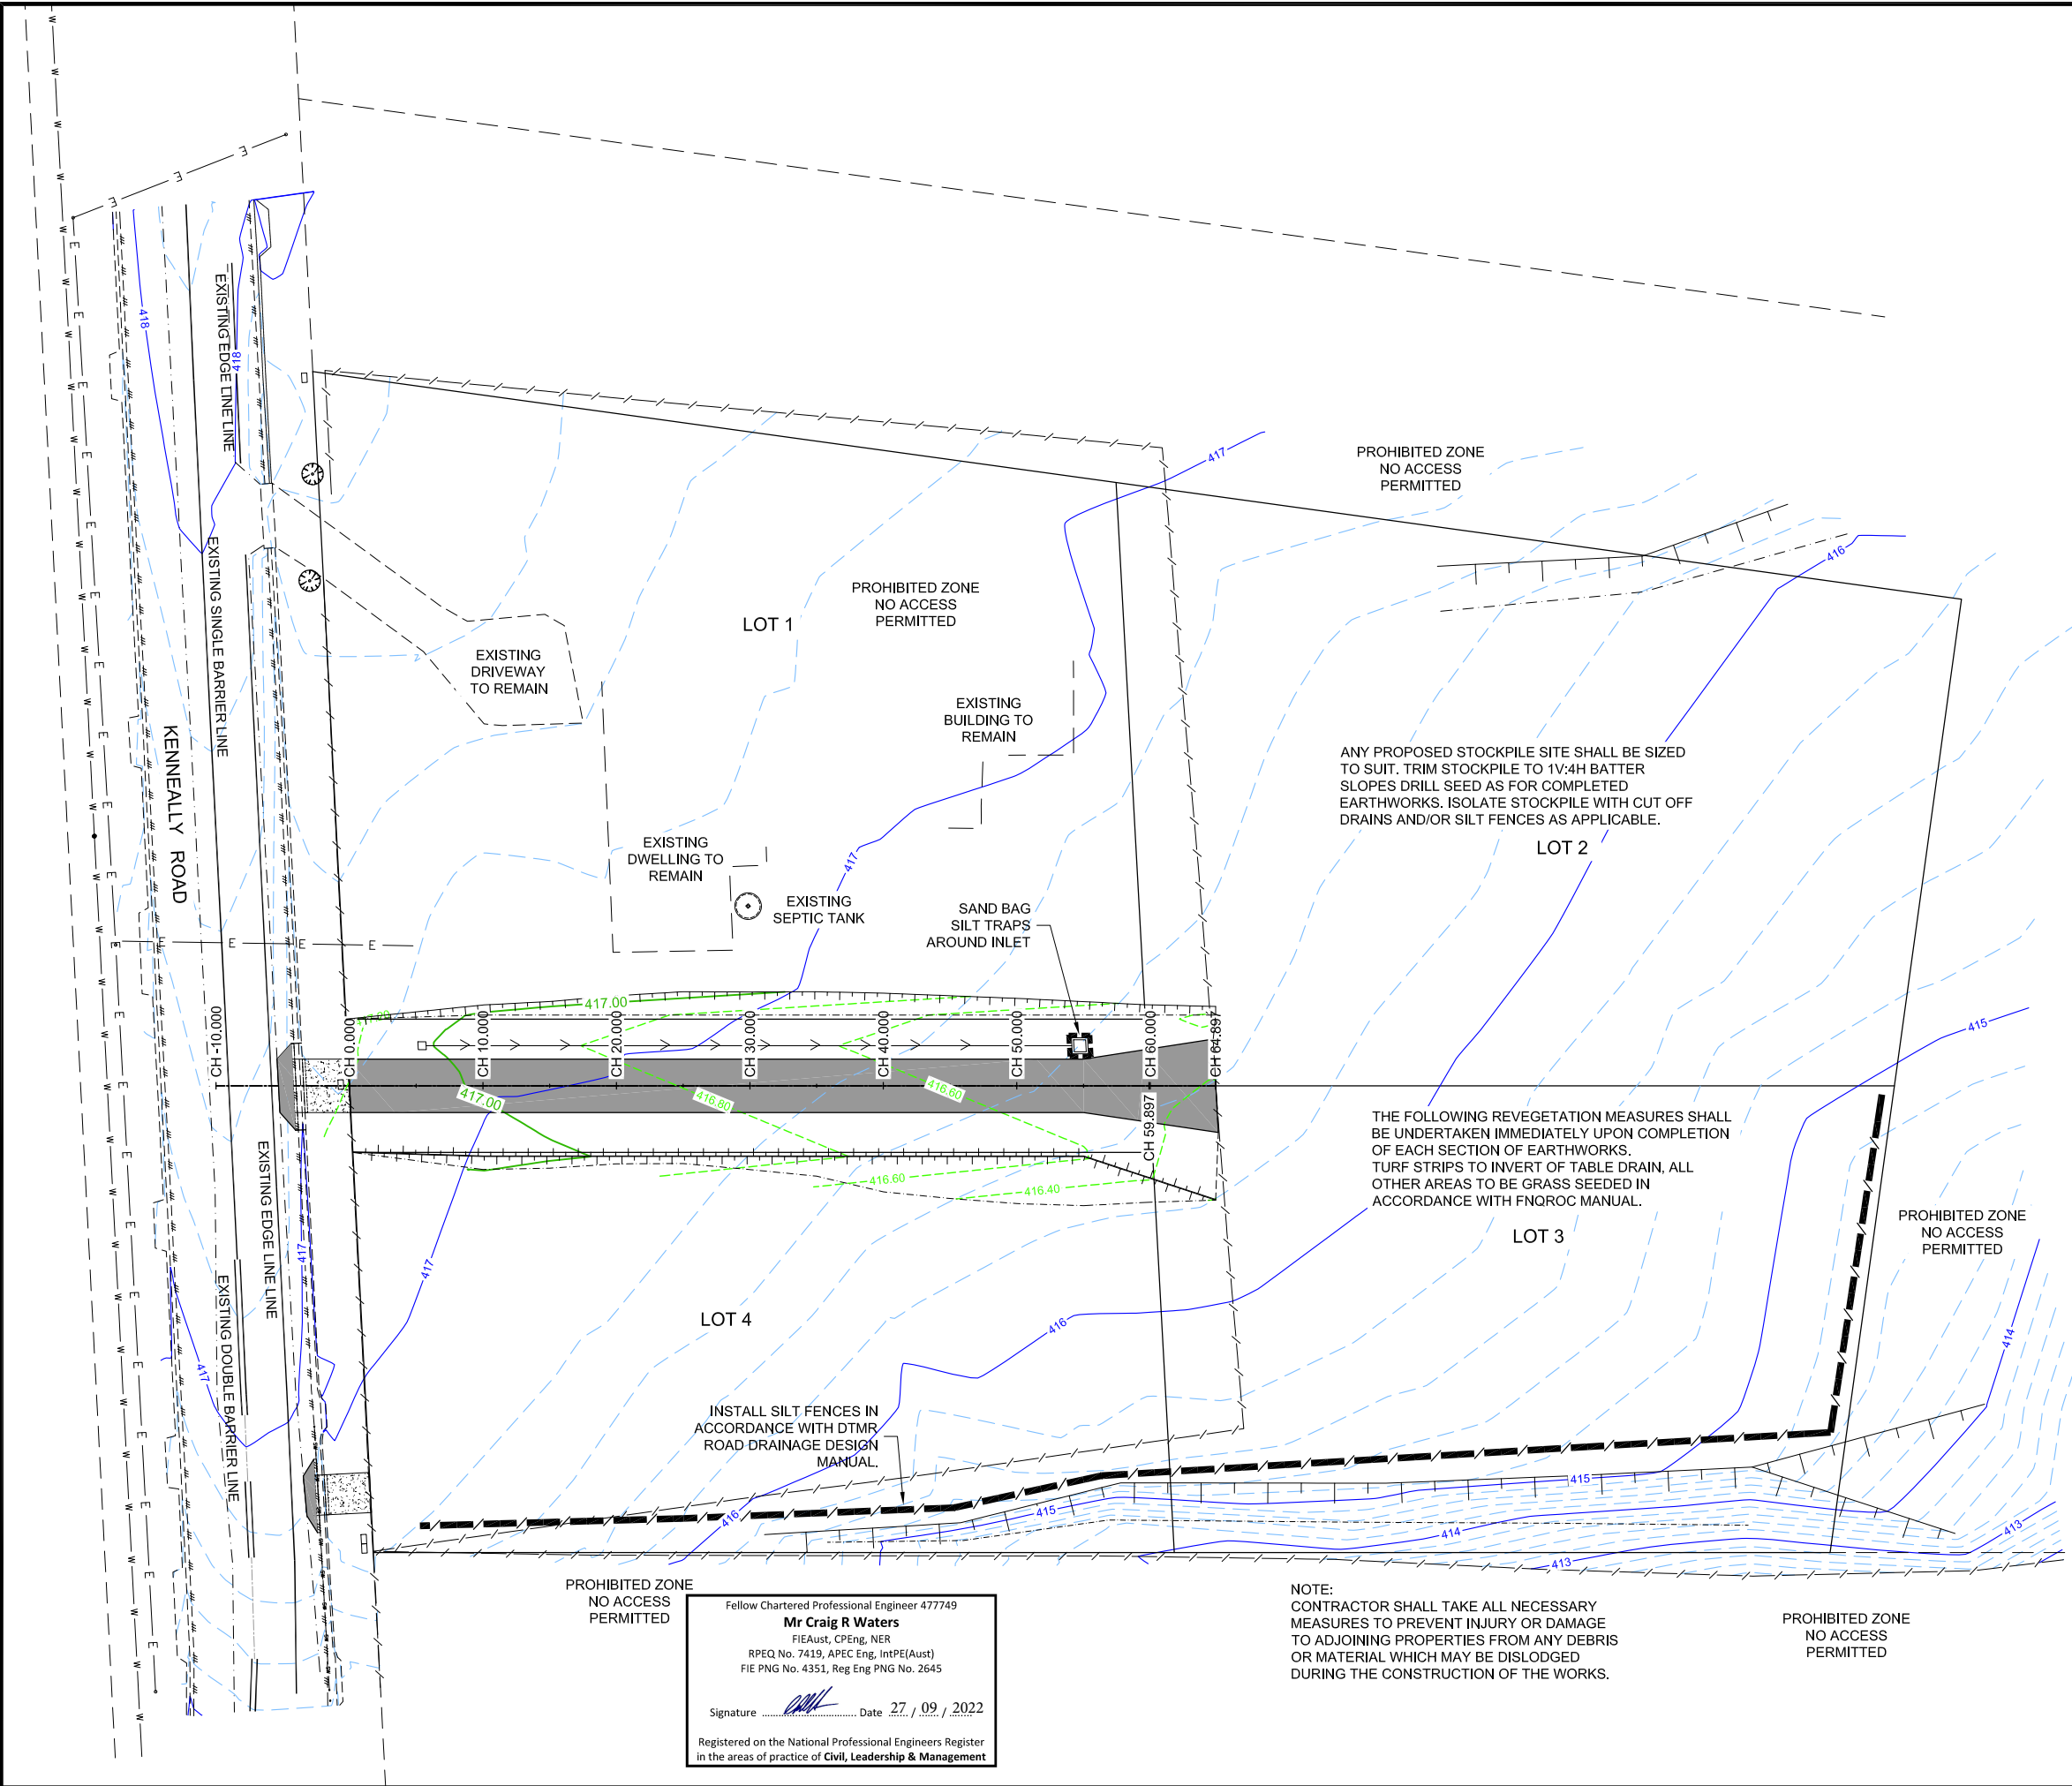 PROHIBITED ZONE
NO ACCESS
PERMITTED
417
418
418
EXISTING EDGE LINE LINE
EXISTING SINGLE BARRIER LINE
KENNEALLY ROAD
416
PROHIBITED ZONE
NO ACCESS
PERMITTED
LOT 1
EXISTING
DRIVEWAY
TO REMAIN
EXISTING
BUILDING TO
REMAIN
ANY PROPOSED STOCKPILE SITE SHALL BE SIZED
TO SUIT. TRIM STOCKPILE TO 1V:4H BATTER
SLOPES DRILL SEED AS FOR COMPLETED
EARTHWORKS. ISOLATE STOCKPILE WITH CUT OFF
DRAINS AND/OR SILT FENCES AS APPLICABLE.
LOT 2
EXISTING
DWELLING TO
REMAIN
417
EXISTING
SEPTIC TANK
SAND BAG
SILT TRAPS
AROUND INLET
E E E
417.00
CH -10.000
CH 0.000
CH 10.000
CH 20.000
CH 30.000
CH 40.000
CH 50.000
CH 60.000
CH 64.897
415
417.00
416.80
416.60
CH 59.897
THE FOLLOWING REVEGETATION MEASURES SHALL
BE UNDERTAKEN IMMEDIATELY UPON COMPLETION
OF EACH SECTION OF EARTHWORKS.
TURF STRIPS TO INVERT OF TABLE DRAIN, ALL
OTHER AREAS TO BE GRASS SEEDED IN
ACCORDANCE WITH FNQROC MANUAL.
416.60
416.40
EXISTING EDGE LINE LINE
417
417
LOT 3
PROHIBITED ZONE
NO ACCESS
PERMITTED
EXISTING DOUBLE BARRIER LINE
417
LOT 4
416
414
INSTALL SILT FENCES IN
ACCORDANCE WITH DTMR
ROAD DRAINAGE DESIGN
MANUAL.
416
415
415
414
413
413
PROHIBITED ZONE
NO ACCESS
PERMITTED
Fellow Chartered Professional Engineer 477749
Mr Craig R Waters
FIEAust, CPEng, NER
RPEQ No. 7419, APEC Eng, IntPE(Aust)
FIE PNG No. 4351, Reg Eng PNG No. 2645
Signature Date 27 / 09 / 2022
Registered on the National Professional Engineers Register
in the areas of practice of Civil, Leadership & Management
NOTE:
CONTRACTOR SHALL TAKE ALL NECESSARY
MEASURES TO PREVENT INJURY OR DAMAGE
TO ADJOINING PROPERTIES FROM ANY DEBRIS
OR MATERIAL WHICH MAY BE DISLODGED
DURING THE CONSTRUCTION OF THE WORKS.
PROHIBITED ZONE
NO ACCESS
PERMITTED